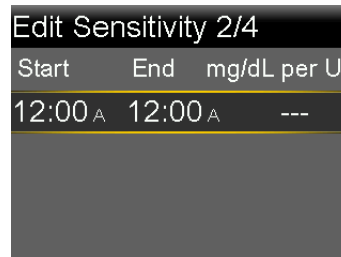 Edit Sensitivity 2/4
Start End mg/dL per U
12:00 A 12:00 A ---